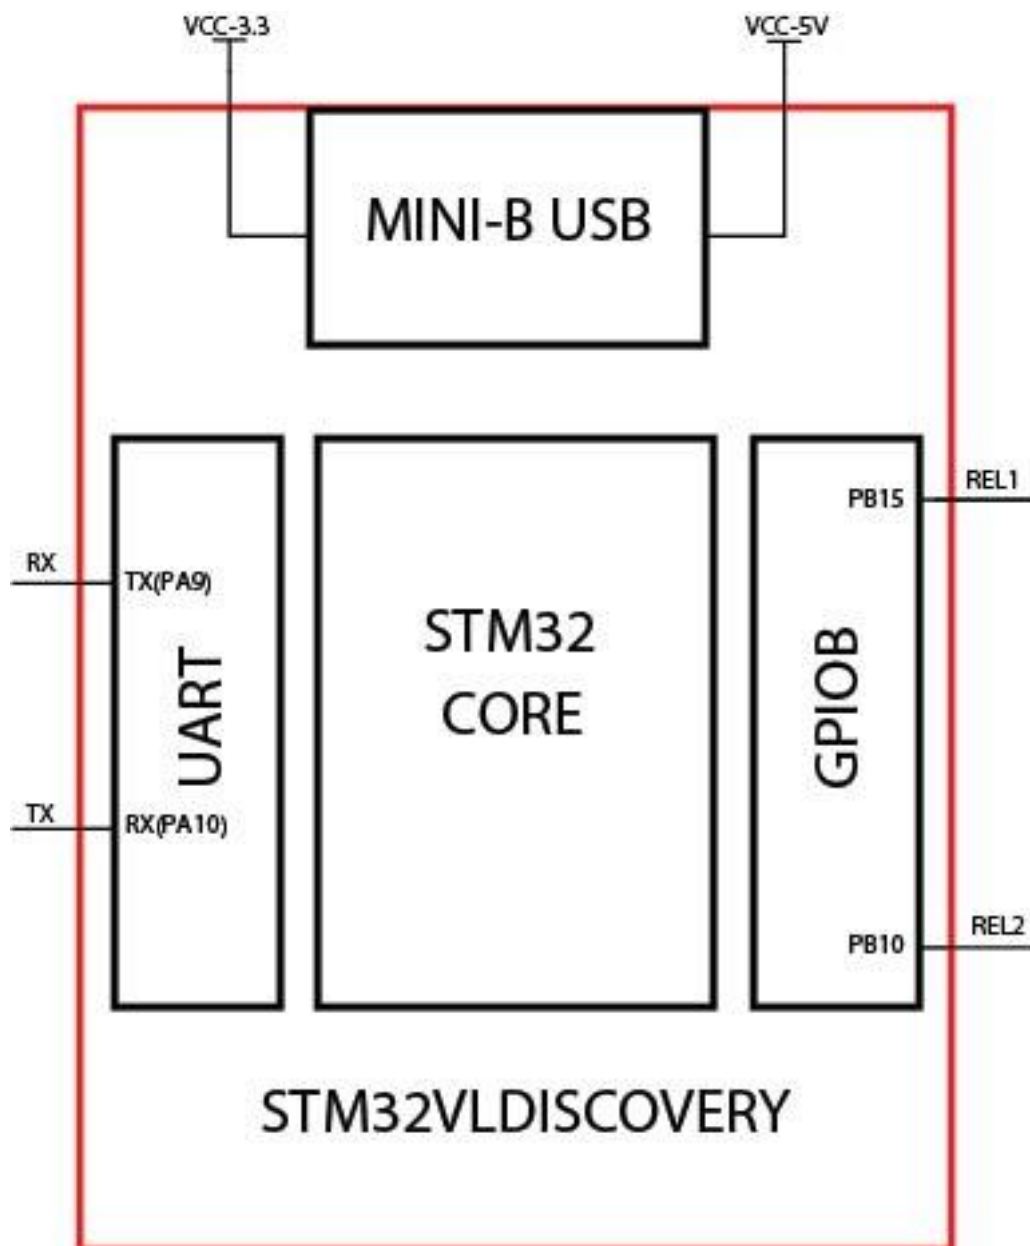 VCC-3.3
VCC-5V
MINI-B USB
REL1
PB15
RX
TX(PA9)
STM32
CORE
UART
GPIOB
TX
RX(PA10)
REL2
PB10
STM32VLDISCOVERY